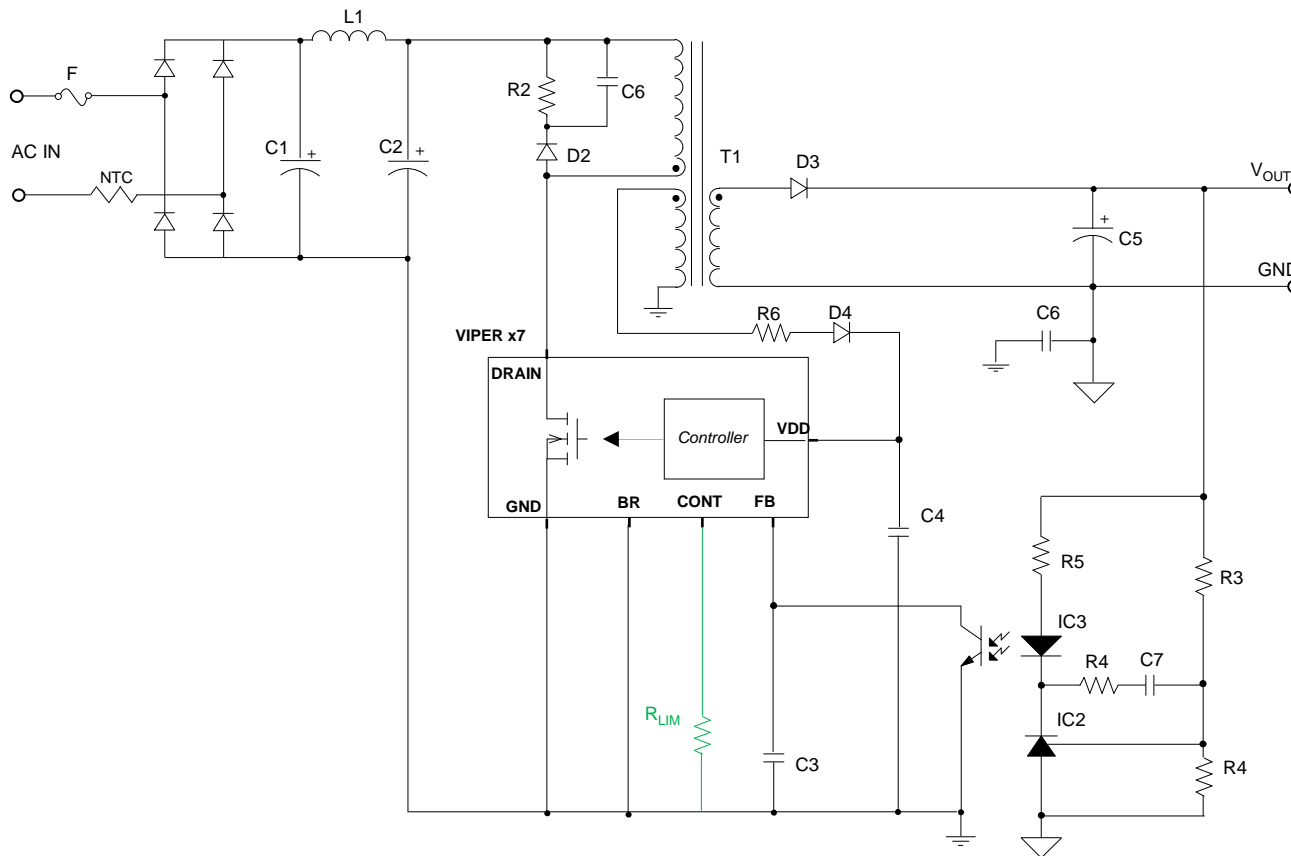 L1
F
R2
C6
AC IN
C1
+
C2
+
D2
T1
D3
NTC
VOUT
+
C5
GND
R6
D4
C6
VIPER x7
DRAIN
Controller
VDD
GND
BR
CONT
FB
C4
R5
R3
IC3
R4
C7
RLIM
IC2
C3
R4